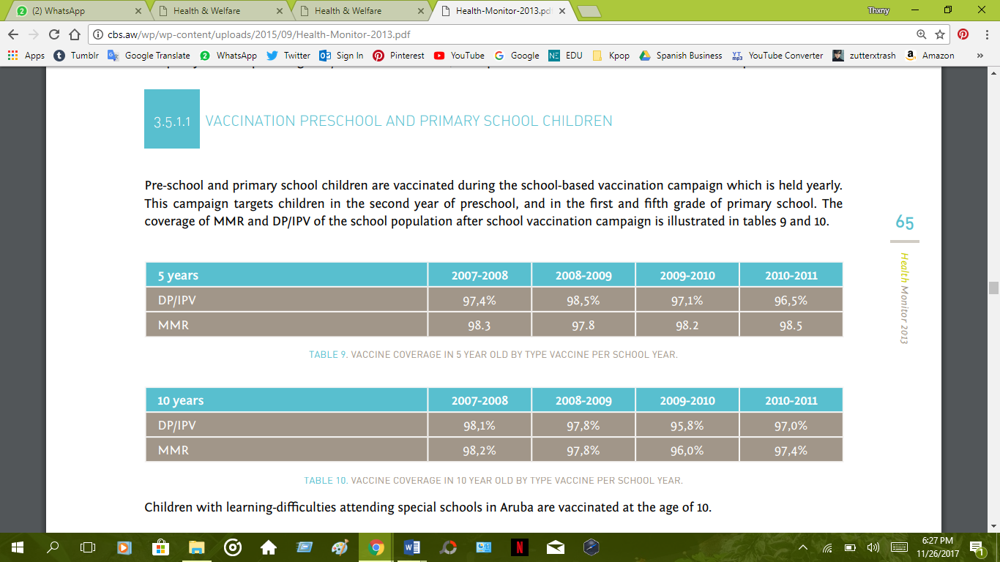 (2) WhatsApp
Health & Welfare
Health & Welfare
Health-Monitor-2013.pd
Thxny
cbs.aw/wp/wp-content/uploads/2015/09/Health-Monitor-2013.pdf
Apps Tumblr Google Translate WhatsApp Twitter Sign In Pinterest YouTube Google EDU Kpop Spanish Business YouTube Converter zutterxtrash Amazon »
3.5.1.1 VACCINATION PRESCHOOL AND PRIMARY SCHOOL CHILDREN
Pre-school and primary school children are vaccinated during the school-based vaccination campaign which is held yearly.
This campaign targets children in the second year of preschool, and in the first and fifth grade of primary school. The
coverage of MMR and DP/IPV of the school population after school vaccination campaign is illustrated in tables 9 and 10.
65
Health Monitor 2013
5 years 2007-2008 2008-2009 2009-2010 2010-2011
DP/IPV 97,4% 98,5% 97,1% 96,5%
MMR 98.3 97.8 98.2 98.5
TABLE 9. VACCINE COVERAGE IN 5 YEAR OLD BY TYPE VACCINE PER SCHOOL YEAR.
10 years 2007-2008 2008-2009 2009-2010 2010-2011
DP/IPV 98,1% 97,8% 95,8% 97,0%
MMR 98,2% 97,8% 96,0% 97,4%
TABLE 10. VACCINE COVERAGE IN 10 YEAR OLD BY TYPE VACCINE PER SCHOOL YEAR.
Children with learning-difficulties attending special schools in Aruba are vaccinated at the age of 10.
6:27 PM
11/26/2017